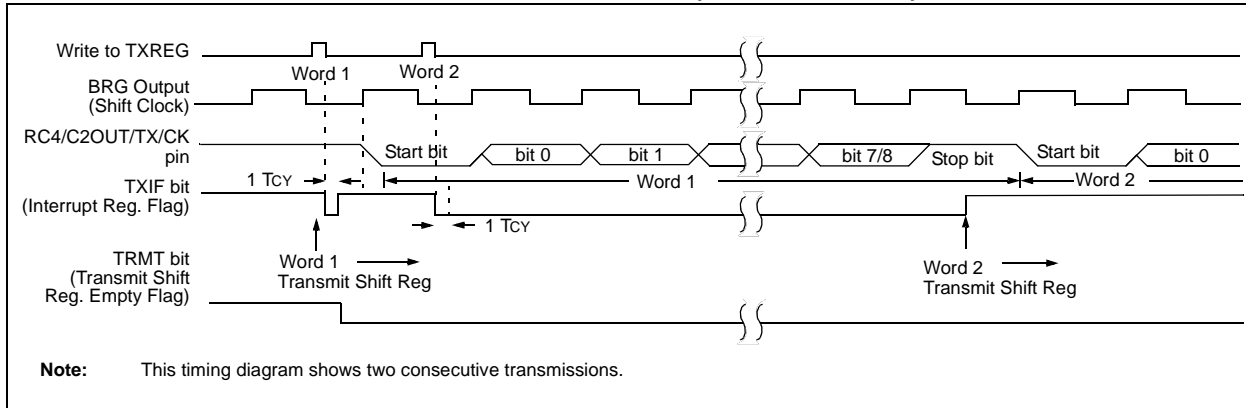 Write to TXREG
Word 1
Word 2
BRG Output
(Shift Clock)
RC4/C2OUT/TX/CK
pin
Start bit
bit 0
bit 1
bit 7/8
Stop bit
Start bit
bit 0
1 TCY
Word 1
Word 2
TXIF bit
(Interrupt Reg. Flag)
1 TCY
Word 1
Transmit Shift Reg
Word 2
Transmit Shift Reg
TRMT bit
(Transmit Shift
Reg. Empty Flag)
Note: This timing diagram shows two consecutive transmissions.